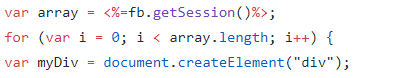 var array = <%=fb.getSession()%>;
for (var i = 0; i < array.length; i++) {
var myDiv = document.createElement("div");